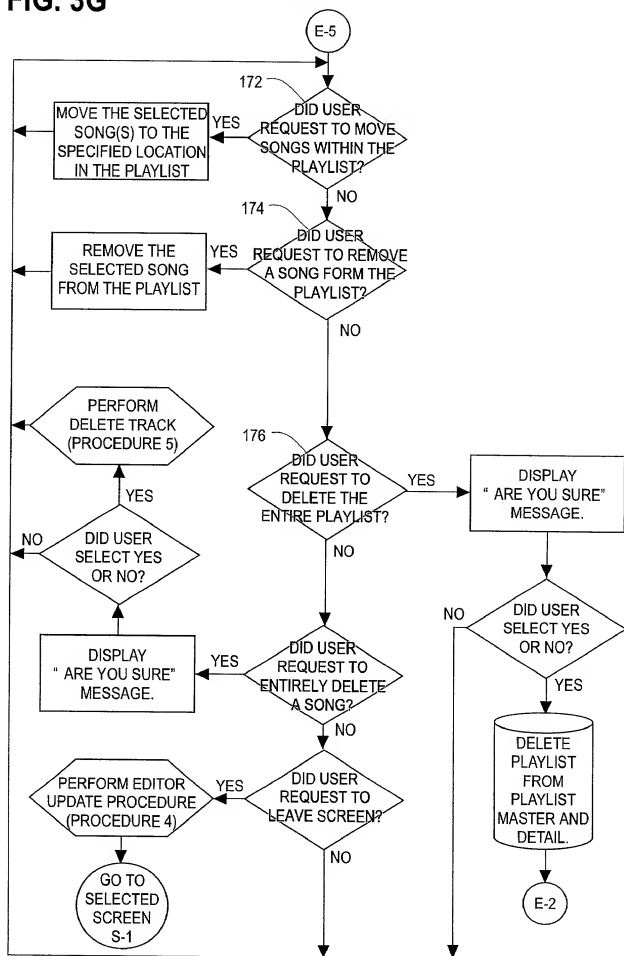 FIG. 3G
E-5
172
DID USER
REQUEST TO MOVE
SONGS WITHIN THE
PLAYLIST?
YES
MOVE THE SELECTED
SONG(S) TO THE
SPECIFIED LOCATION
IN THE PLAYLIST
NO
174
DID USER
REQUEST TO REMOVE
A SONG FORM THE
PLAYLIST?
YES
REMOVE THE
SELECTED SONG
FROM THE PLAYLIST
NO
176
DID USER
REQUEST TO
DELETE THE
ENTIRE PLAYLIST?
YES
DISPLAY
" ARE YOU SURE"
MESSAGE.
NO
DID USER
SELECT YES
OR NO?
NO
YES
DELETE
PLAYLIST
FROM
PLAYLIST
MASTER AND
DETAIL.
E-2
DID USER
REQUEST TO
ENTIRELY DELETE
A SONG?
YES
DISPLAY
" ARE YOU SURE"
MESSAGE.
DID USER
SELECT YES
OR NO?
NO
YES
PERFORM
DELETE TRACK
(PROCEDURE 5)
NO
DID USER
REQUEST TO
LEAVE SCREEN?
YES
PERFORM EDITOR
UPDATE PROCEDURE
(PROCEDURE 4)
GO TO
SELECTED
SCREEN
S-1
NO